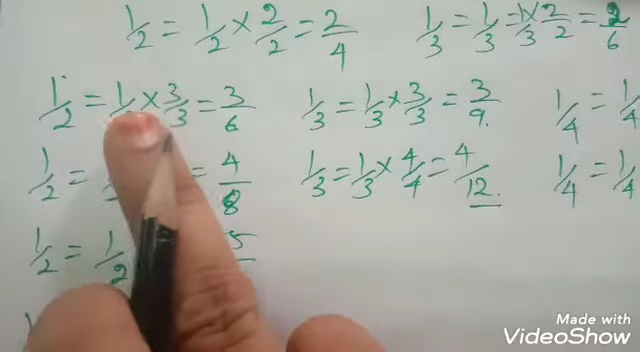 1/2 = 1/2 × 2/2 = 2/4 1/3 = 1/3 = 1/3 × 2/2 = 2/6
1/2 = 1/ × 3/3 = 3/6 1/3 = 1/3 × 3/3 = 3/9. 1/4 = 1/4
1/2 = = 4/8 1/3 = 1/3 × 4/4 = 4/12. 1/4 = 1/4
1/2 = 1/2 5/
Made with
VideoShow